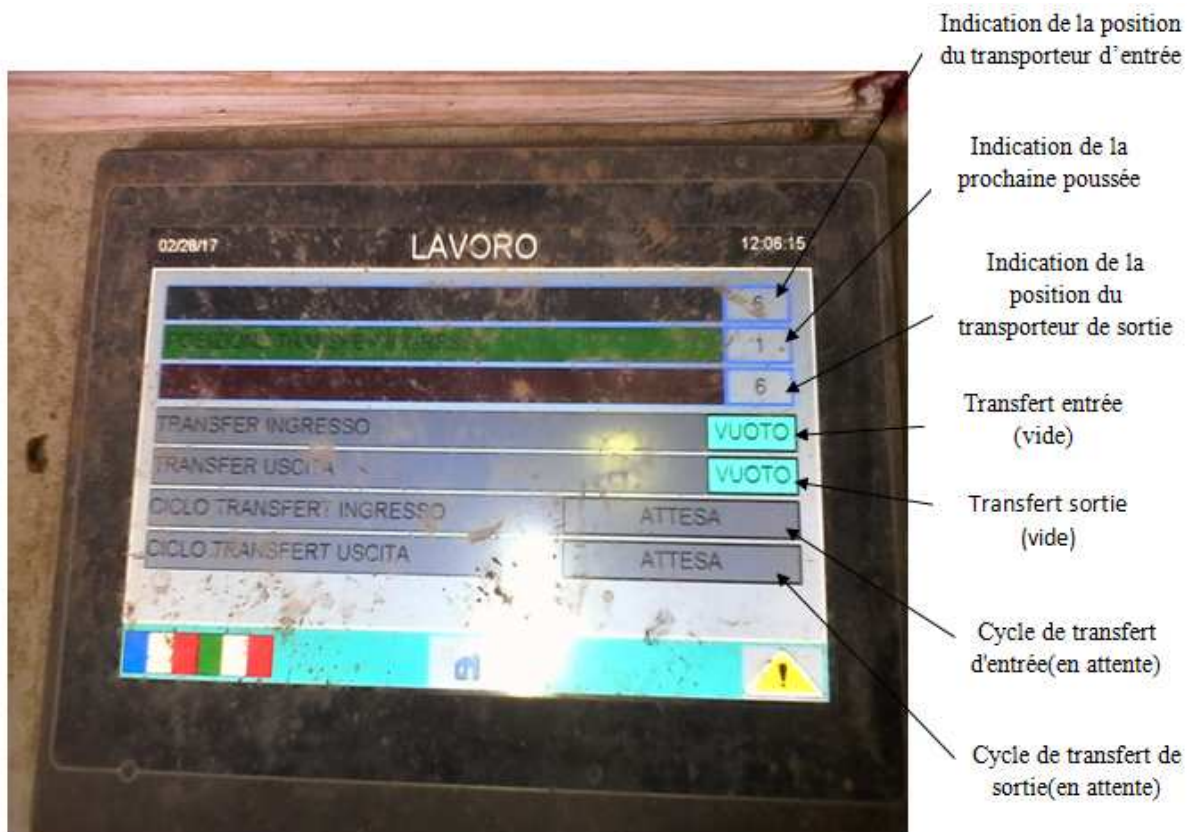 Indication de la position
du transporteur d'entrée
Indication de la
prochaine poussée
Indication de la
position du
transporteur de sortie
Transfert entrée
(vide)
Transfert sortie
(vide)
Cycle de transfert
d'entrée(en attente)
Cycle de transfert de
sortie(en attente)
02/28/17
LAVORO
12:06:15
6
1
6
TRANSFER INGRESSO
VUOTO
TRANSFER USCITA
VUOTO
CICLO TRANSFERT INGRESSO
ATTESA
CICLO TRANSFERT USCITA
ATTESA